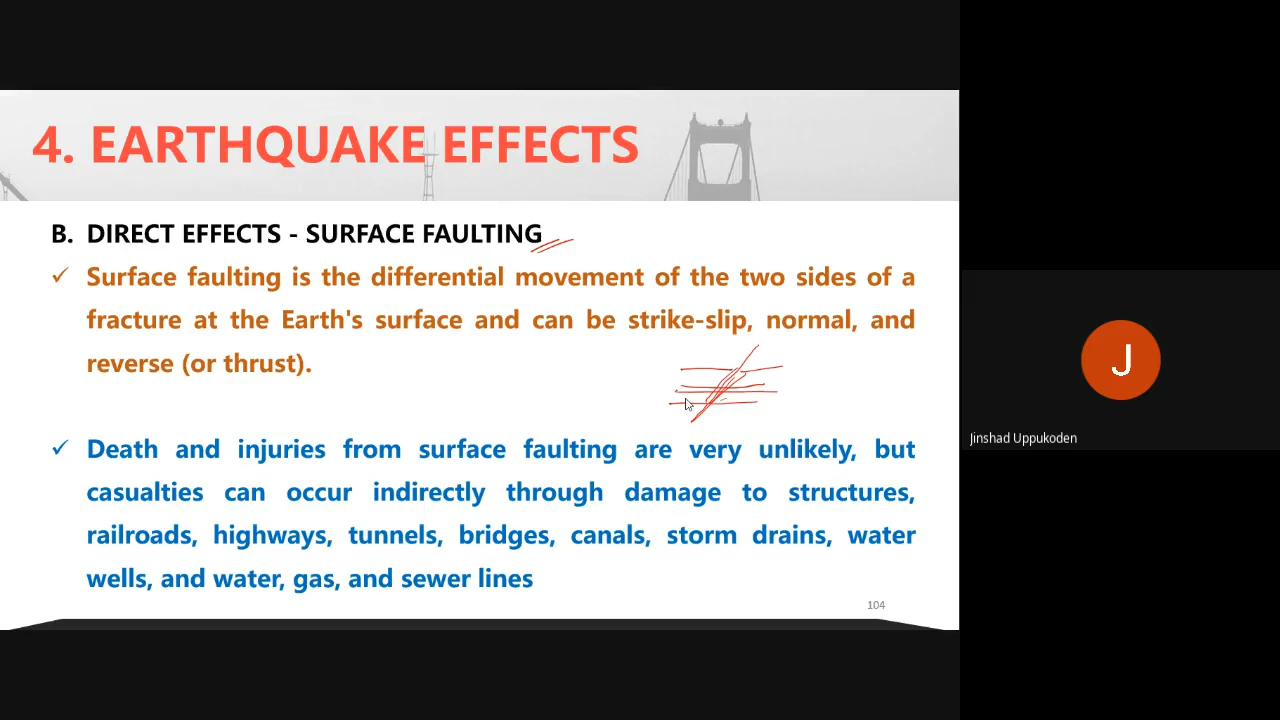 4. EARTHQUAKE EFFECTS
B. DIRECT EFFECTS - SURFACE FAULTING
✓ Surface faulting is the differential movement of the two sides of a
fracture at the Earth's surface and can be strike-slip, normal, and
reverse (or thrust).
✓ Death and injuries from surface faulting are very unlikely, but
casualties can occur indirectly through damage to structures,
railroads, highways, tunnels, bridges, canals, storm drains, water
wells, and water, gas, and sewer lines
104
J
Jinshad Uppukoden